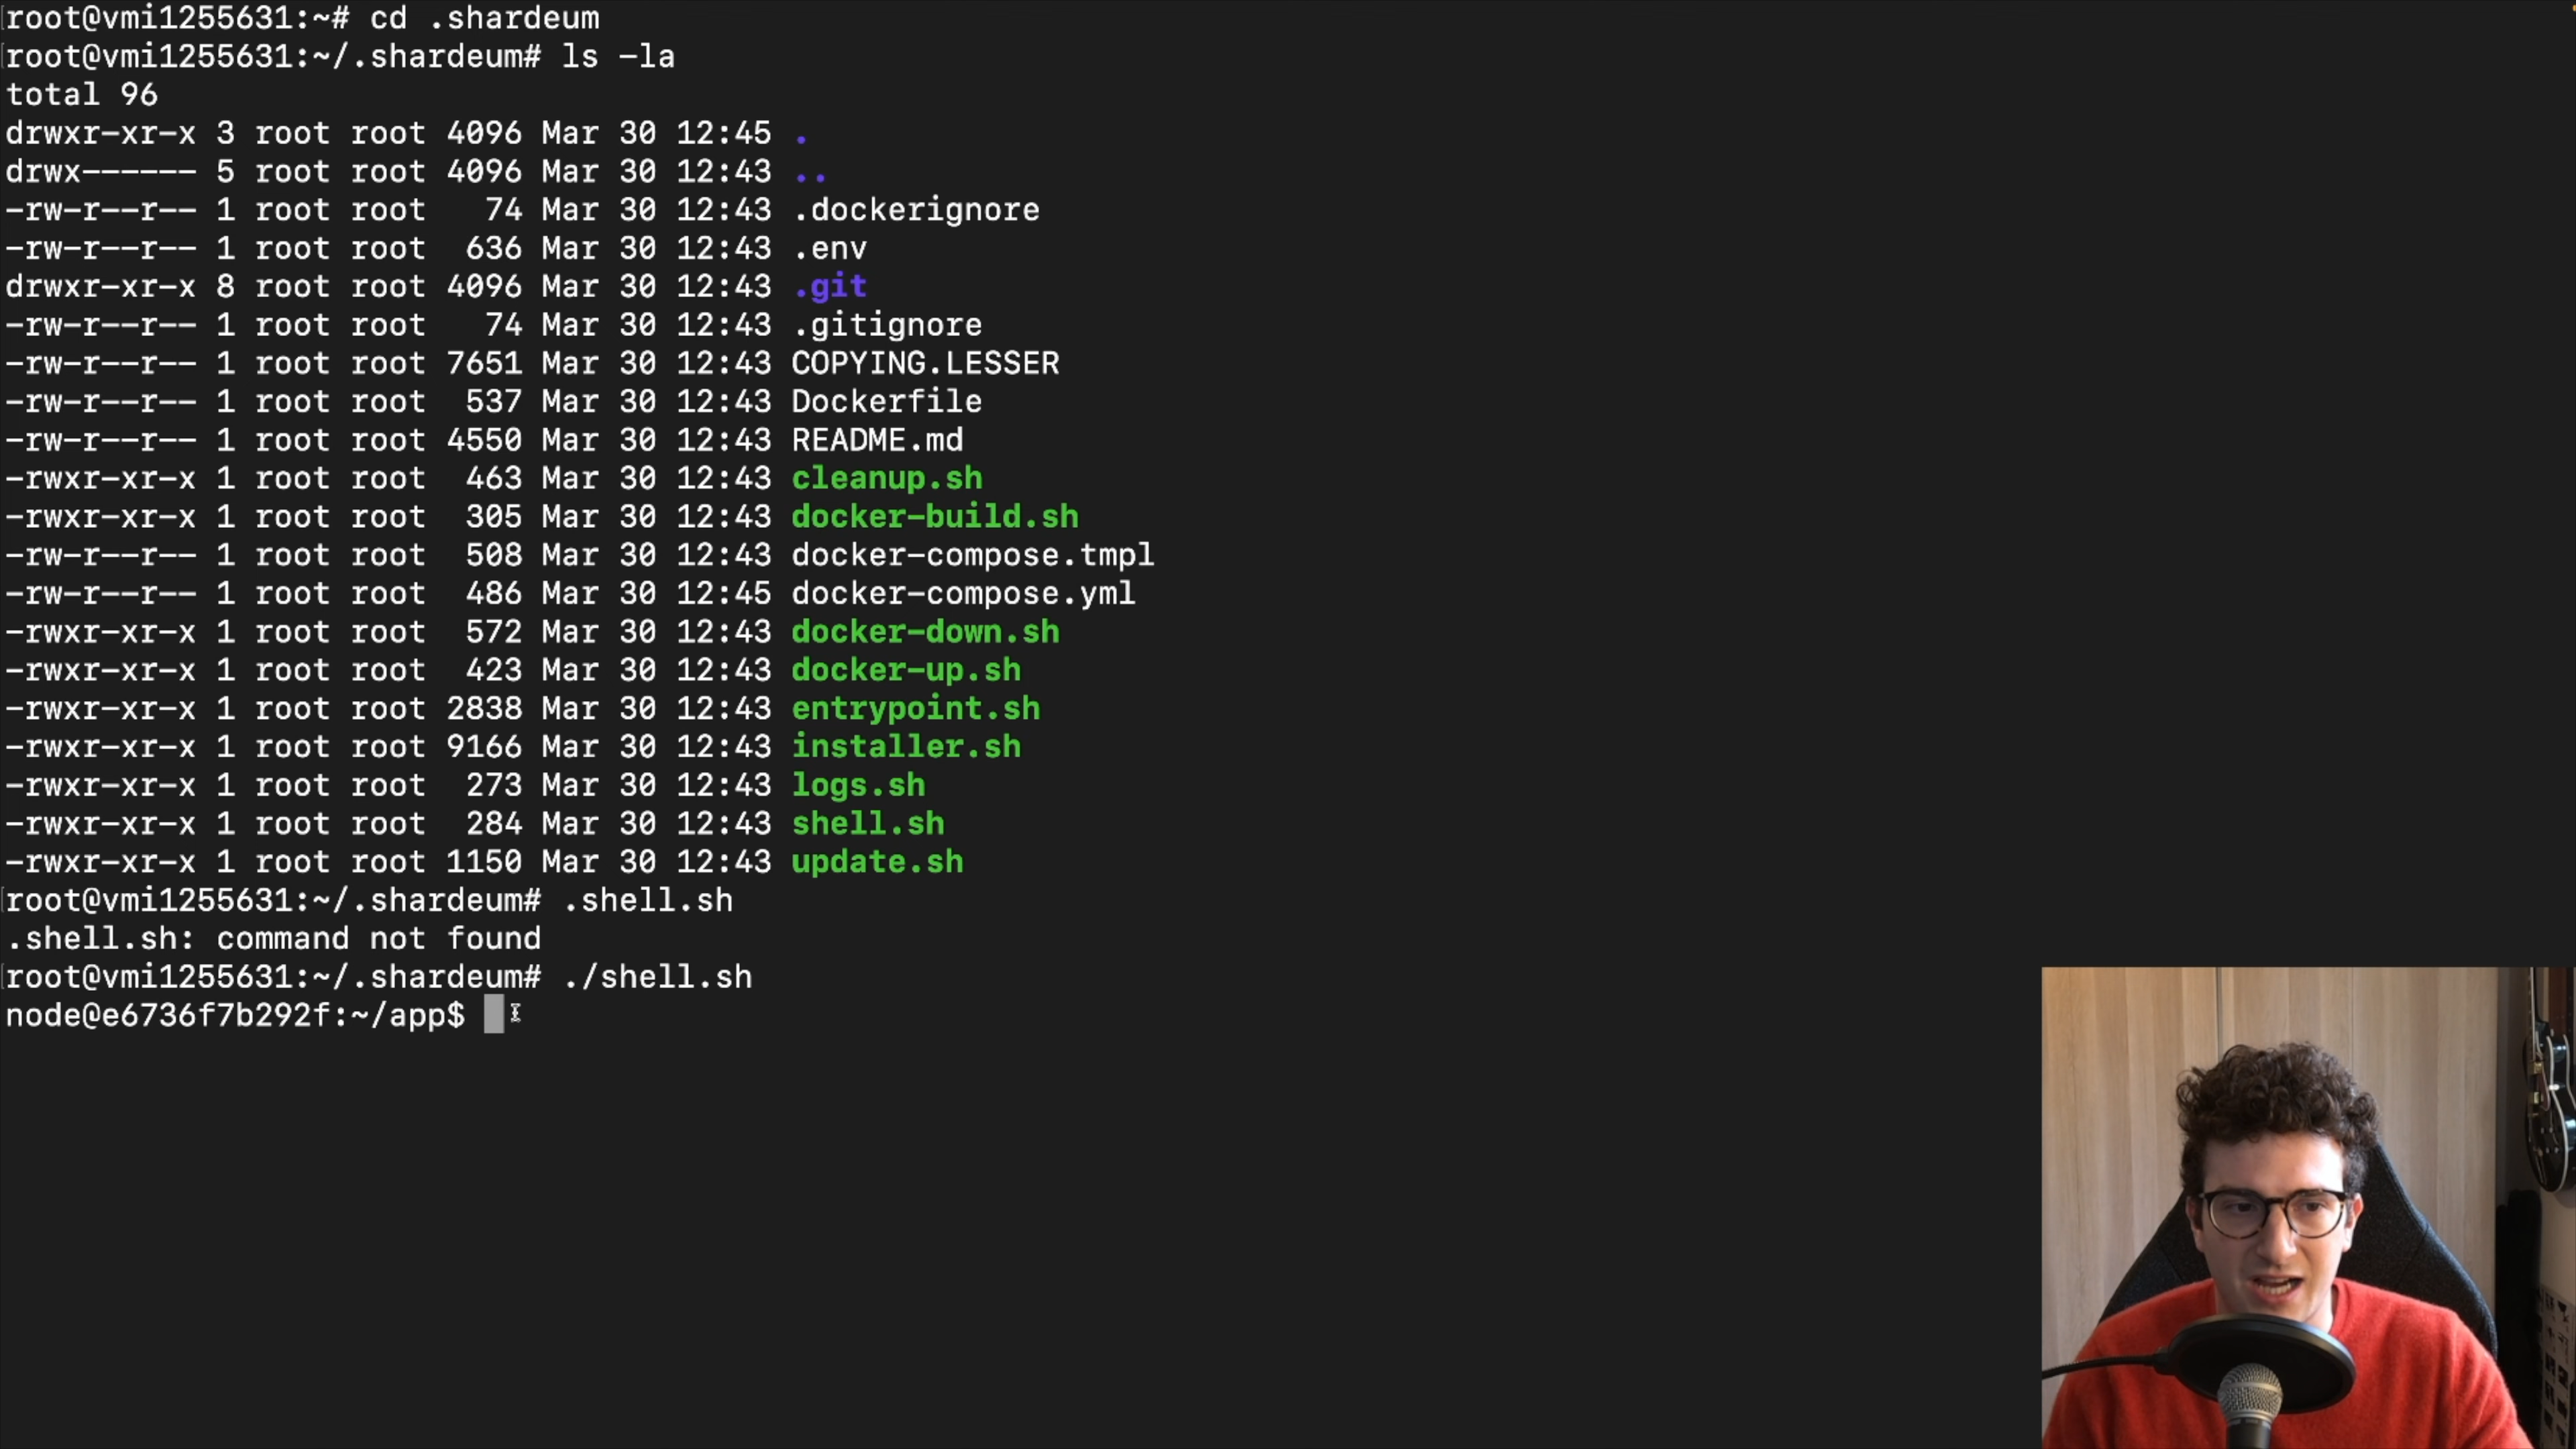 root@vmi1255631:~# cd .shardeum
root@vmi1255631:~/.shardeum# ls -la
total 96
drwxr-xr-x 3 root root 4096 Mar 30 12:45 .
drwx------ 5 root root 4096 Mar 30 12:43 ..
-rw-r--r-- 1 root root   74 Mar 30 12:43 .dockerignore
-rw-r--r-- 1 root root  636 Mar 30 12:43 .env
drwxr-xr-x 8 root root 4096 Mar 30 12:43 .git
-rw-r--r-- 1 root root   74 Mar 30 12:43 .gitignore
-rw-r--r-- 1 root root 7651 Mar 30 12:43 COPYING.LESSER
-rw-r--r-- 1 root root  537 Mar 30 12:43 Dockerfile
-rw-r--r-- 1 root root 4550 Mar 30 12:43 README.md
-rwxr-xr-x 1 root root  463 Mar 30 12:43 cleanup.sh
-rwxr-xr-x 1 root root  305 Mar 30 12:43 docker-build.sh
-rw-r--r-- 1 root root  508 Mar 30 12:43 docker-compose.tmpl
-rw-r--r-- 1 root root  486 Mar 30 12:45 docker-compose.yml
-rwxr-xr-x 1 root root  572 Mar 30 12:43 docker-down.sh
-rwxr-xr-x 1 root root  423 Mar 30 12:43 docker-up.sh
-rwxr-xr-x 1 root root 2838 Mar 30 12:43 entrypoint.sh
-rwxr-xr-x 1 root root 9166 Mar 30 12:43 installer.sh
-rwxr-xr-x 1 root root  273 Mar 30 12:43 logs.sh
-rwxr-xr-x 1 root root  284 Mar 30 12:43 shell.sh
-rwxr-xr-x 1 root root 1150 Mar 30 12:43 update.sh
root@vmi1255631:~/.shardeum# .shell.sh
.shell.sh: command not found
root@vmi1255631:~/.shardeum# ./shell.sh
node@e6736f7b292f:~/app$